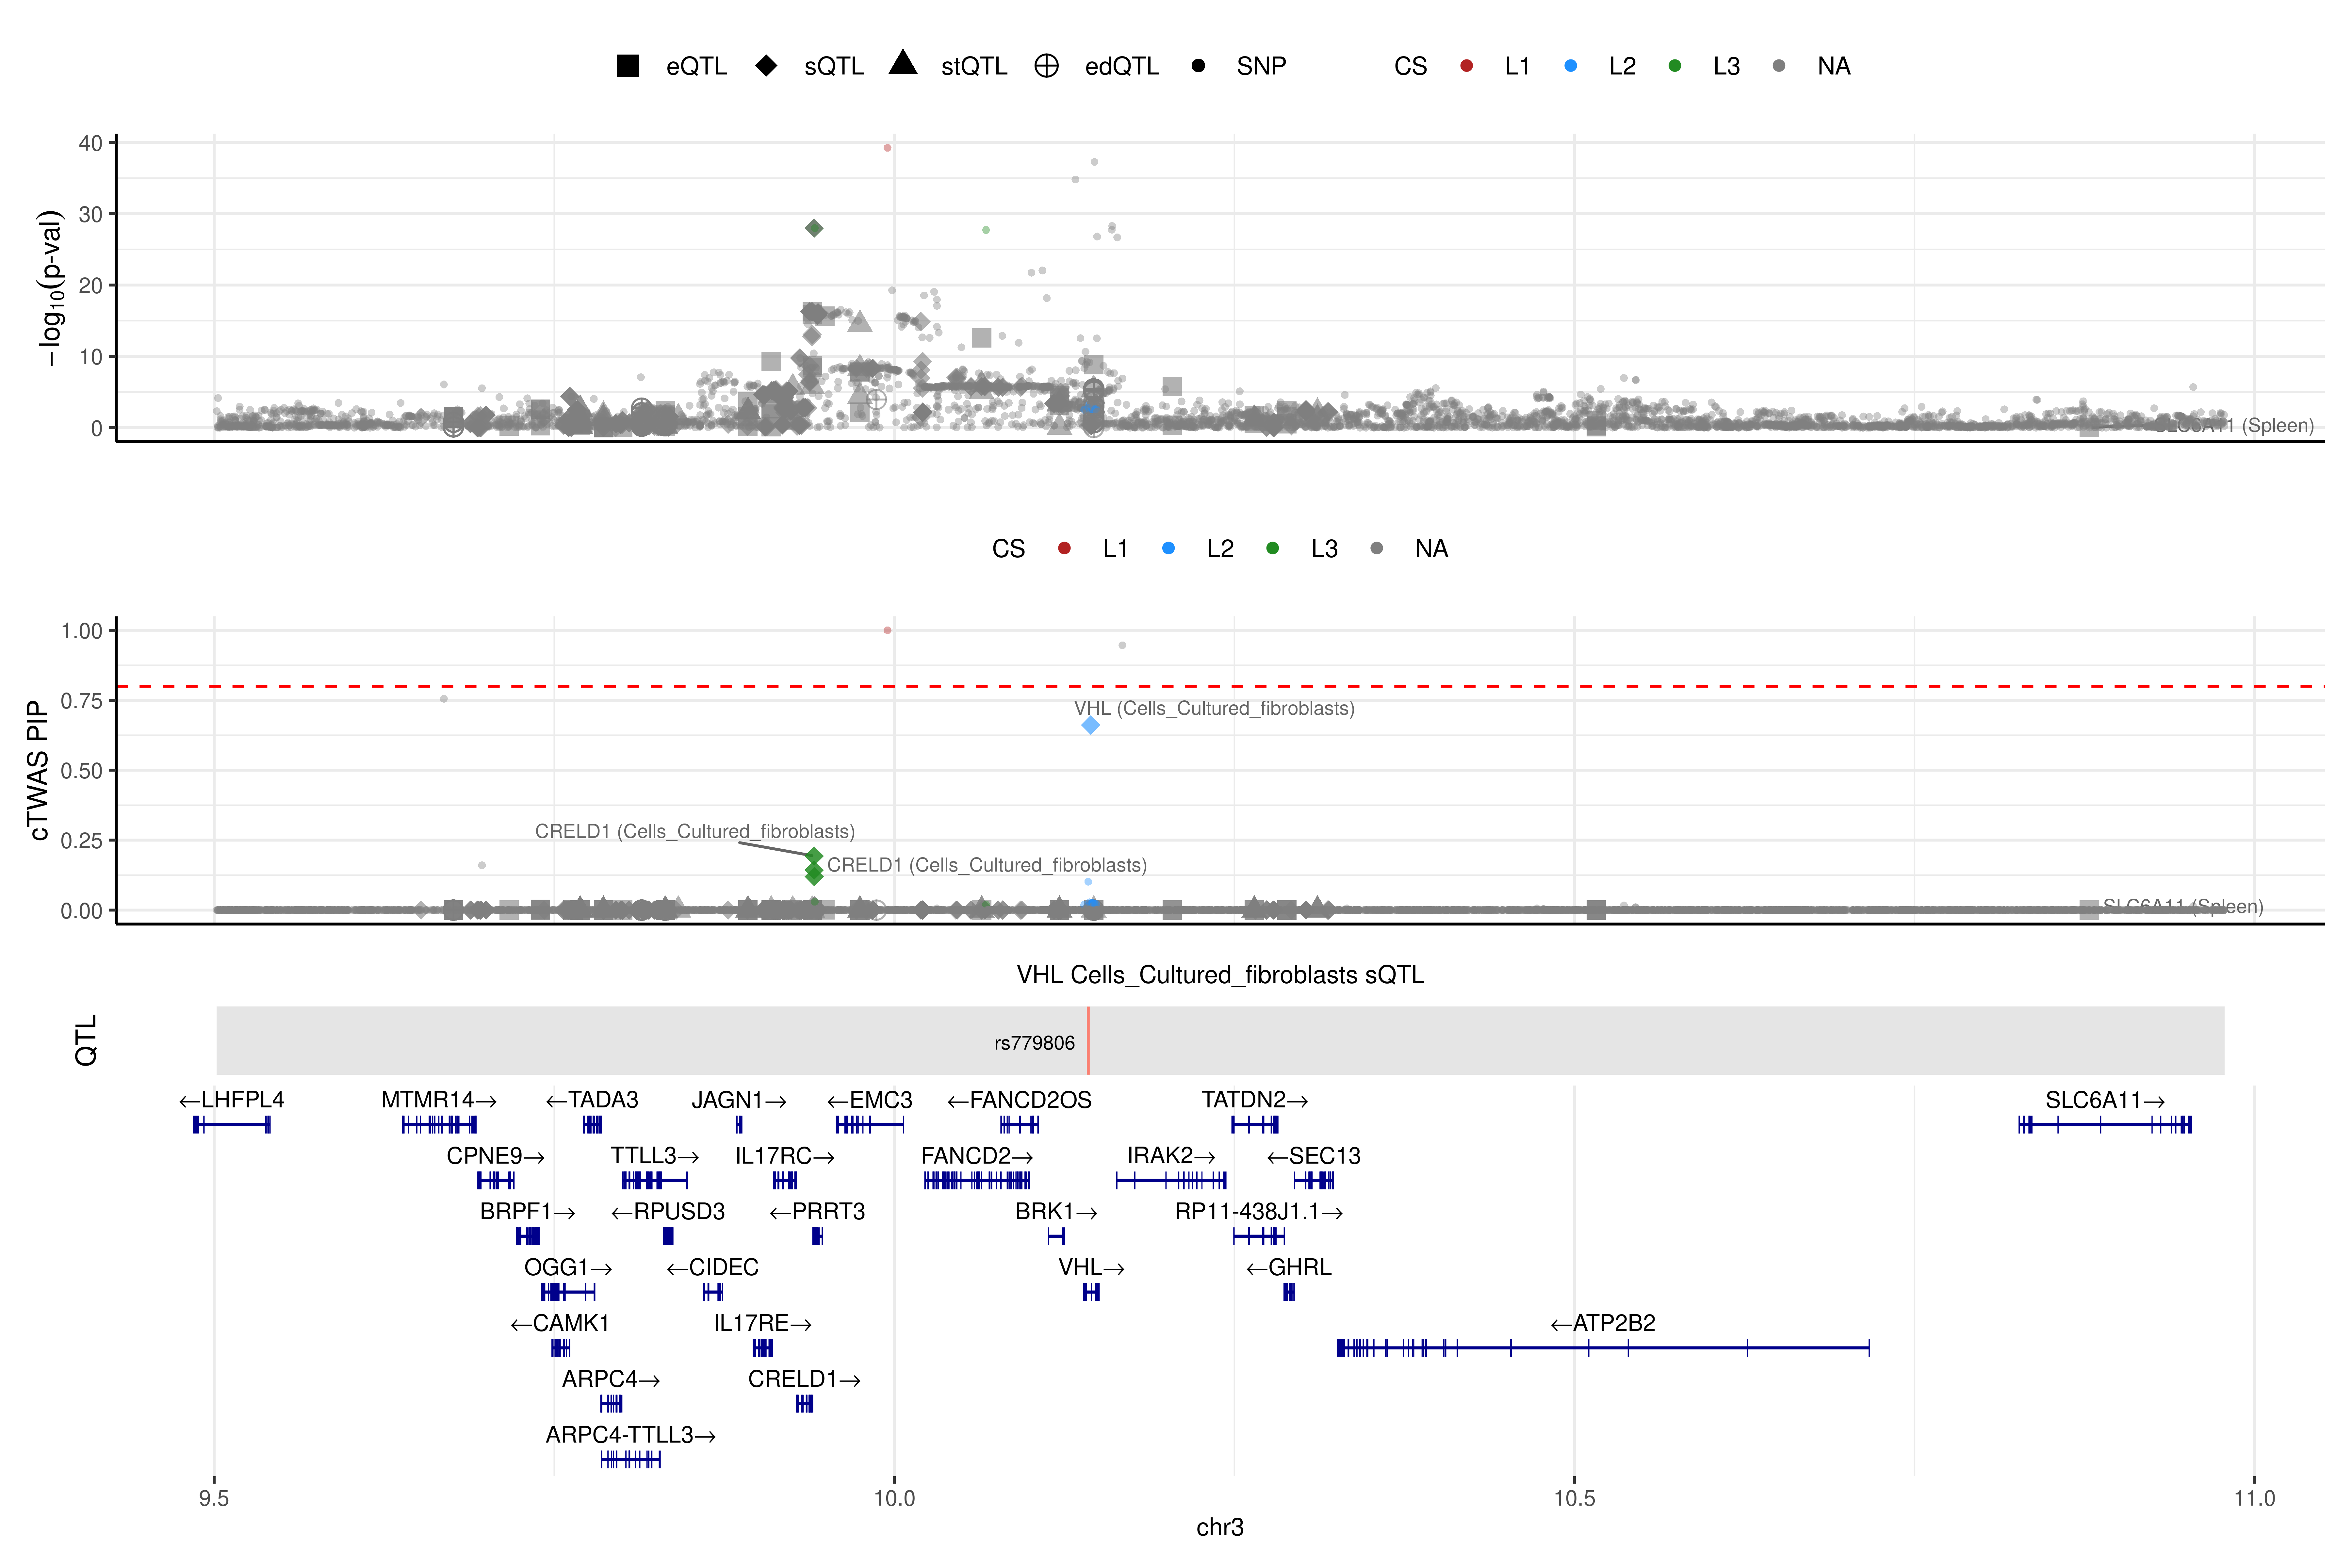 eQTL sQTL stQTL edQTL SNP CS L1 L2 L3 NA
−log10(p-val)
40
30
20
10
0
SLC6A11 (Spleen)
CS L1 L2 L3 NA
cTWAS PIP
1.00
0.75
0.50
0.25
0.00
VHL (Cells_Cultured_fibroblasts)
CRELD1 (Cells_Cultured_fibroblasts)
CRELD1 (Cells_Cultured_fibroblasts)
SLC6A11 (Spleen)
VHL Cells_Cultured_fibroblasts sQTL
QTL
rs779806
←LHFPL4 MTMR14→ ←TADA3 JAGN1→ ←EMC3 ←FANCD2OS TATDN2→ SLC6A11→
CPNE9→ TTLL3→ IL17RC→ FANCD2→ IRAK2→ ←SEC13
BRPF1→ ←RPUSD3 ←PRRT3 BRK1→ RP11-438J1.1→
OGG1→ ←CIDEC VHL→ ←GHRL
←CAMK1 IL17RE→ ←ATP2B2
ARPC4→ CRELD1→
ARPC4-TTLL3→
9.5 10.0 10.5 11.0
chr3